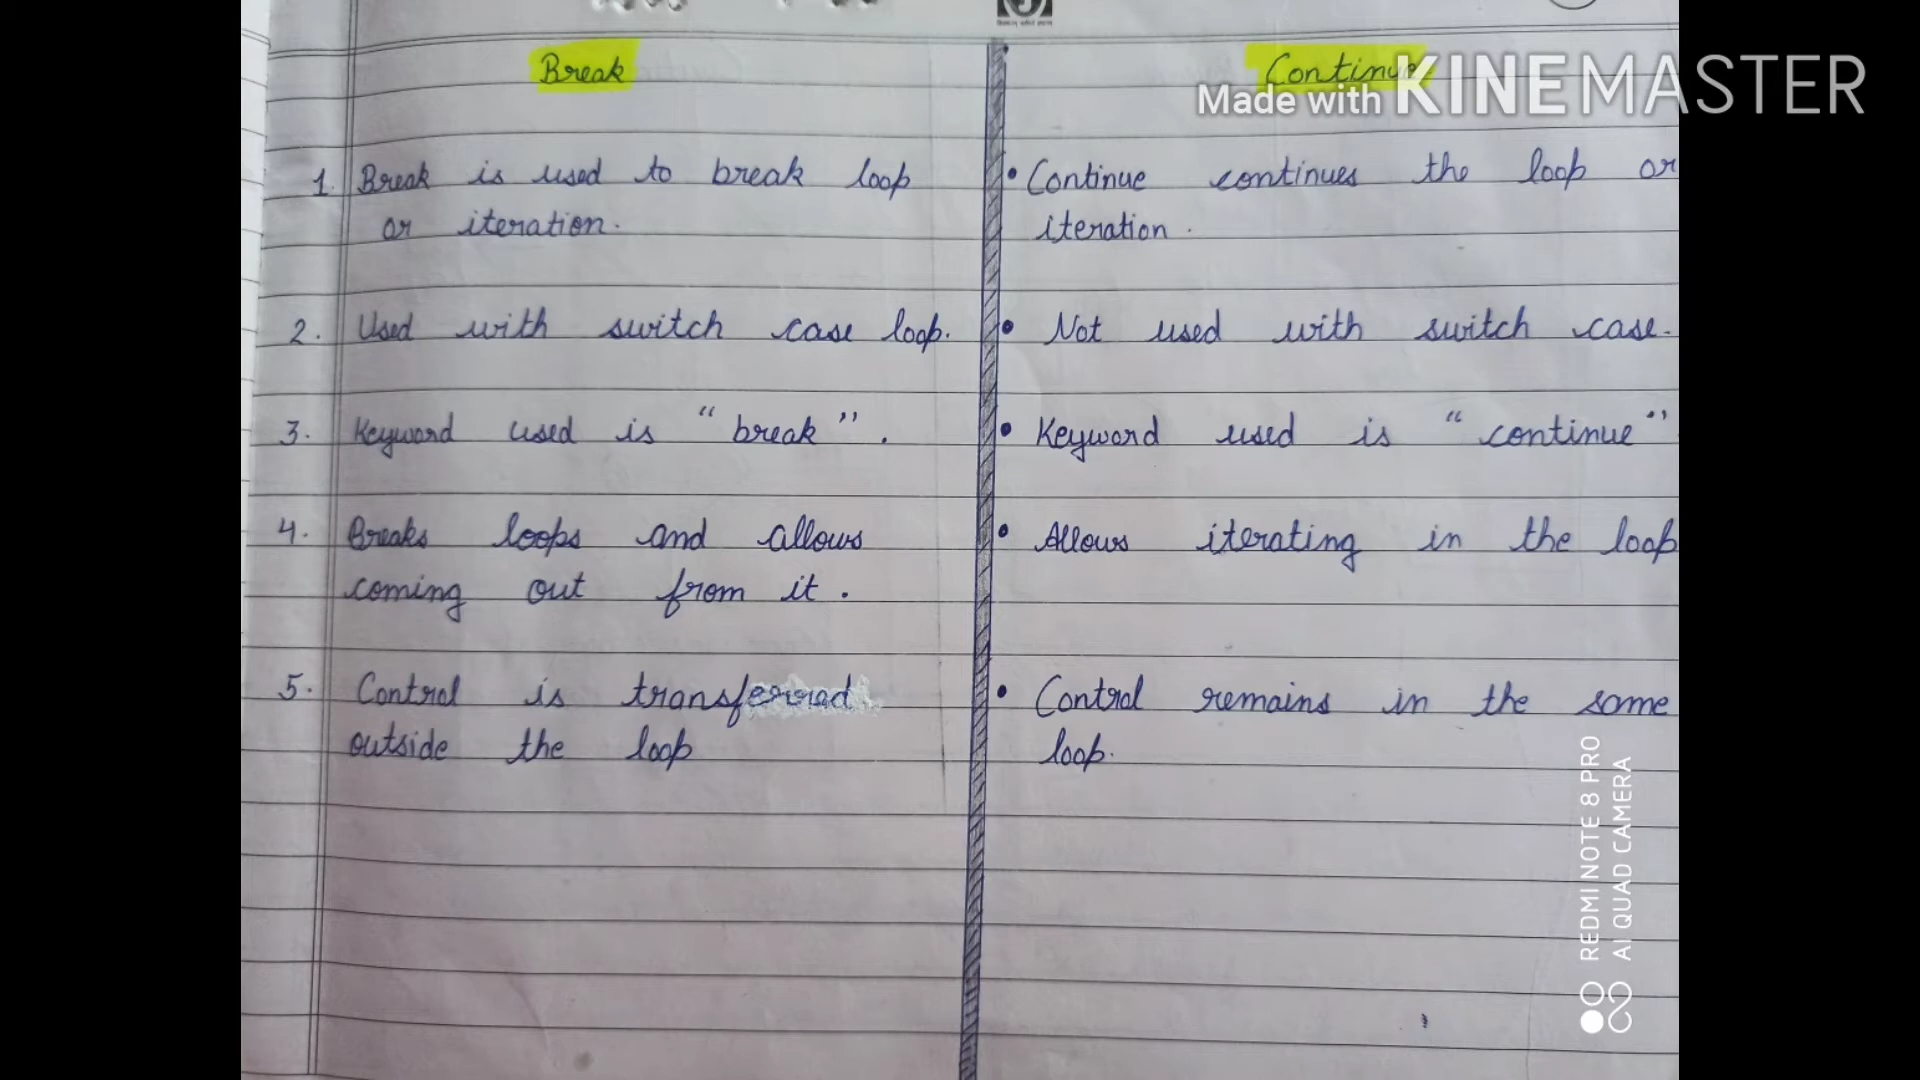 Break
Continue
Made with KINEMASTER
1. Break is used to break loop
or iteration.
• Continue continues the loop or
iteration.
2. Used with switch case loop.
• Not used with switch case.
3. Keyword used is "break".
• Keyword used is "continue"
4. Breaks loops and allows
coming out from it.
• Allows iterating in the loop
5. Control is transferred
outside the loop
• Control remains in the same
loop.
REDMI NOTE 8 PRO
AI QUAD CAMERA